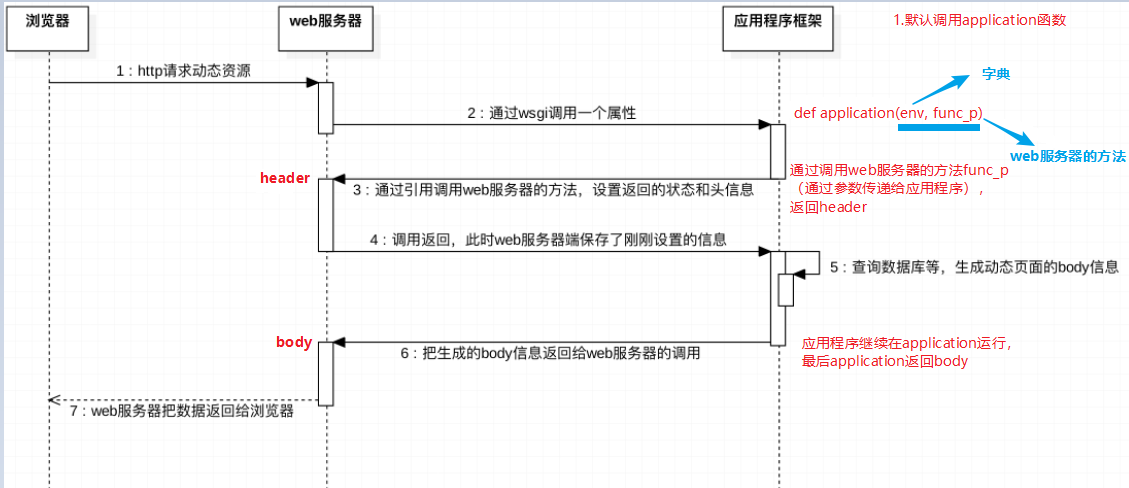 浏览器
web服务器
应用程序框架
1.默认调用application函数
1：http请求动态资源
字典
2：通过wsgi调用一个属性
def application(env, func_p)
web服务器的方法
header
3：通过引用调用web服务器的方法，设置返回的状态和头信息
通过调用web服务器的方法func_p
（通过参数传递给应用程序），
返回header
4：调用返回，此时web服务器端保存了刚刚设置的信息
5：查询数据库等，生成动态页面的body信息
body
6：把生成的body信息返回给web服务器的调用
应用程序继续在application运行，
最后application返回body
7：web服务器把数据返回给浏览器